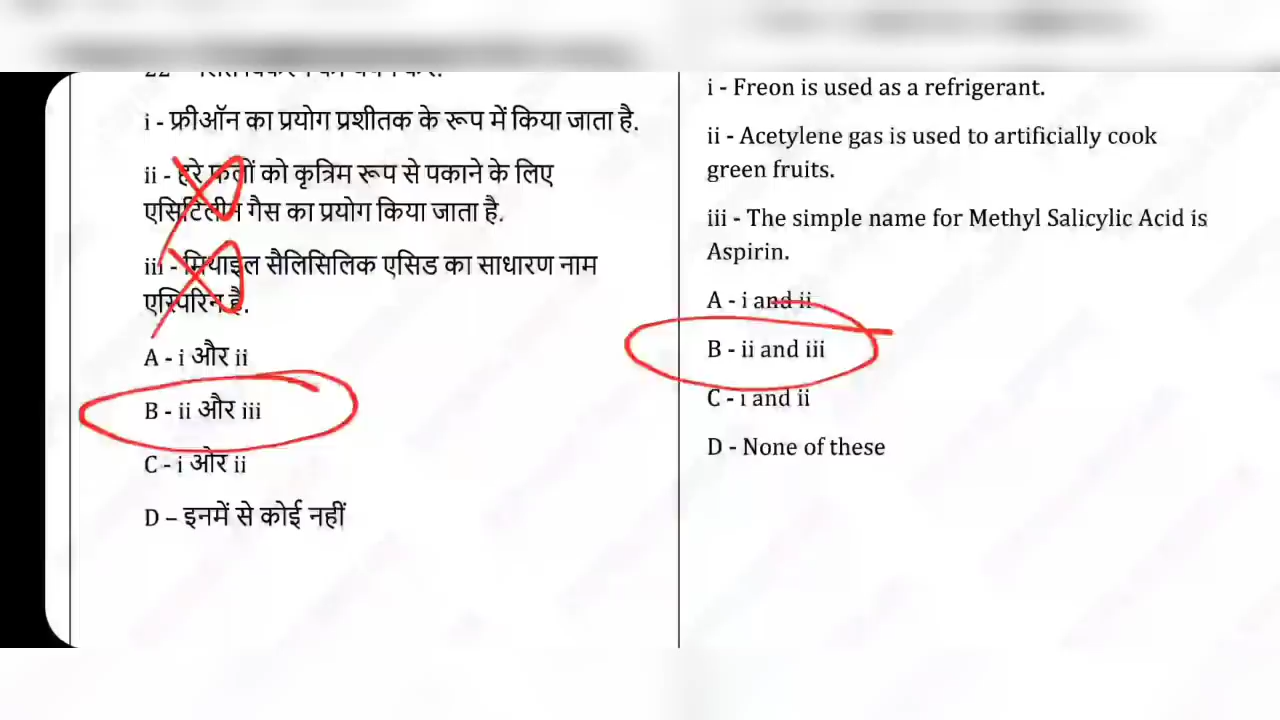 i - फ्रीऑन का प्रयोग प्रशीतक के रूप में किया जाता है.
ii - हरे फलों को कृत्रिम रूप से पकाने के लिए
एसिटिलीन गैस का प्रयोग किया जाता है.
iii - मिथाइल सैलिसिलिक एसिड का साधारण नाम
एस्पिरिन है.
A - i और ii
B - ii और iii
C - i और ii
D – इनमें से कोई नहीं
i - Freon is used as a refrigerant.
ii - Acetylene gas is used to artificially cook
green fruits.
iii - The simple name for Methyl Salicylic Acid is
Aspirin.
A - i and ii
B - ii and iii
C - i and ii
D - None of these